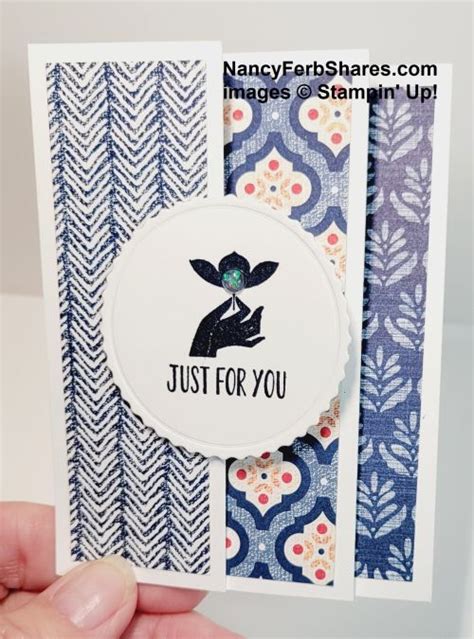 NancyFerbShares.com
images © Stampin' Up!
JUST FOR YOU